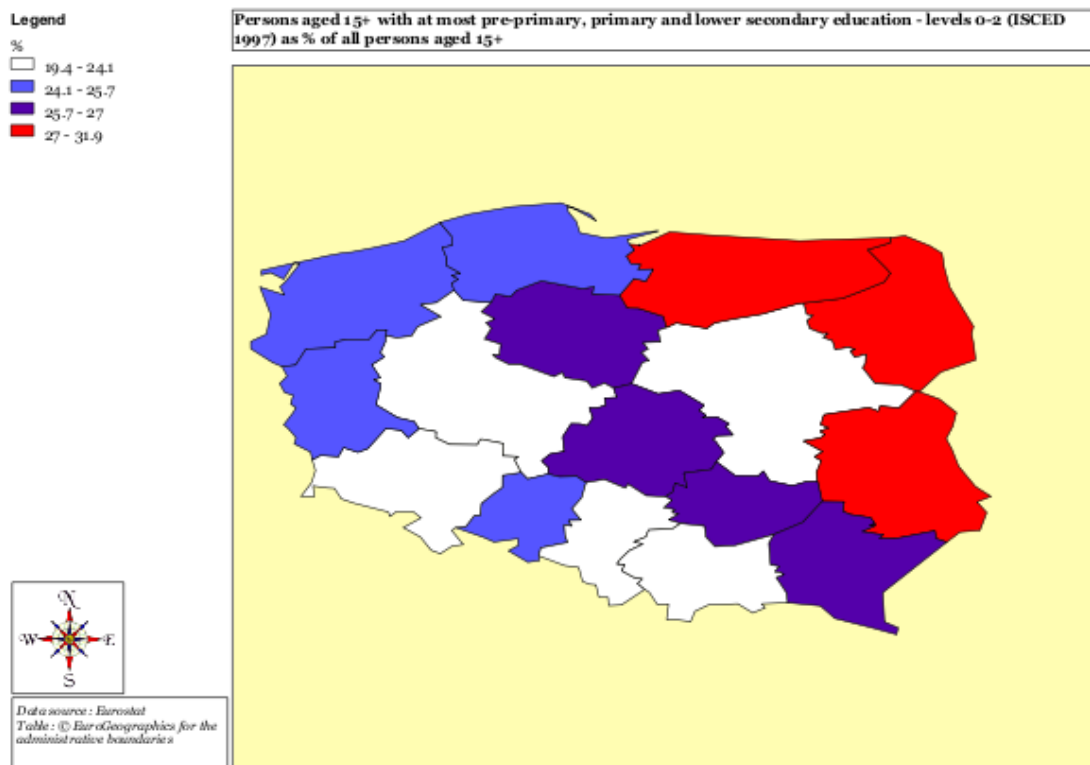 Legend
%
19.4 - 24.1
24.1 - 25.7
25.7 - 27
27 - 31.9
Persons aged 15+ with at most pre-primary, primary and lower secondary education - levels 0-2 (ISCED
1997) as % of all persons aged 15+
N
W E
S
Data source : Eurostat
Table : © EuroGeographics for the
administrative boundaries